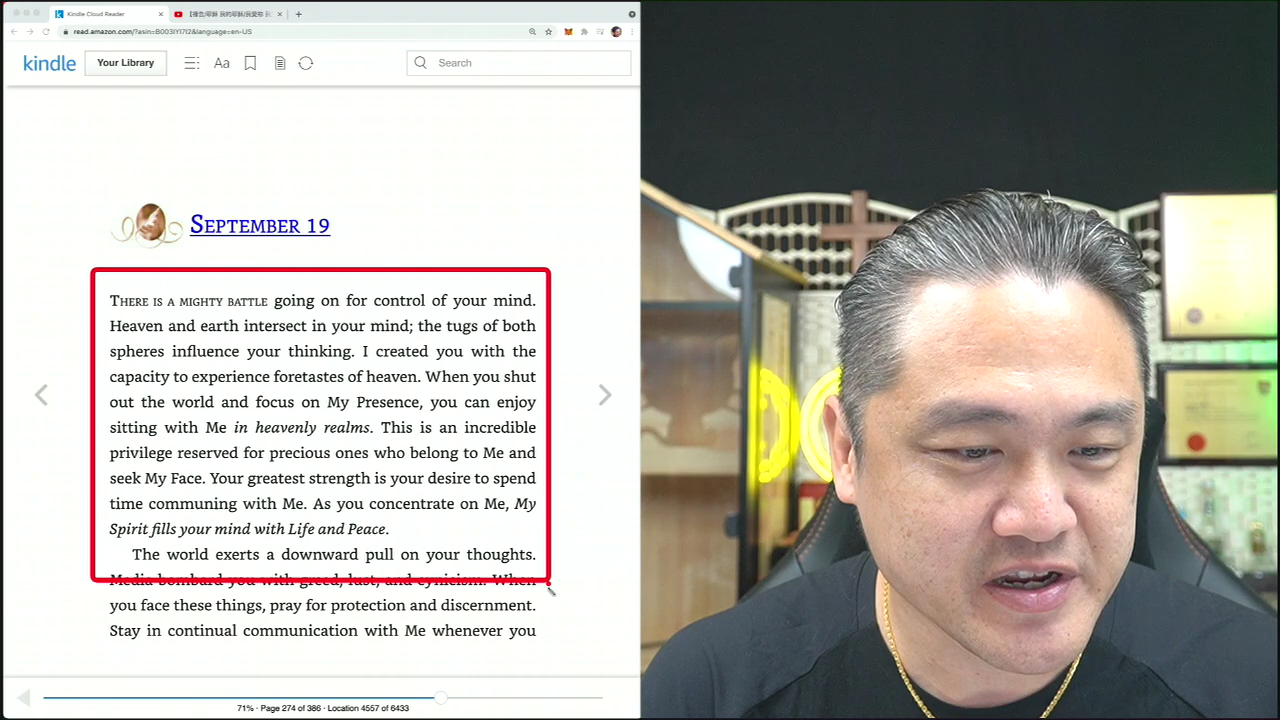 Kindle Cloud Reader
read.amazon.com/?asin=B003IYI7I2&language=en-US
kindle
Your Library
Aa
Search
SEPTEMBER 19
THERE IS A MIGHTY BATTLE going on for control of your mind.
Heaven and earth intersect in your mind; the tugs of both
spheres influence your thinking. I created you with the
capacity to experience foretastes of heaven. When you shut
out the world and focus on My Presence, you can enjoy
sitting with Me in heavenly realms. This is an incredible
privilege reserved for precious ones who belong to Me and
seek My Face. Your greatest strength is your desire to spend
time communing with Me. As you concentrate on Me, My
Spirit fills your mind with Life and Peace.
The world exerts a downward pull on your thoughts.
Media bombard you with greed, lust, and cynicism. When
you face these things, pray for protection and discernment.
Stay in continual communication with Me whenever you
71% · Page 274 of 386 · Location 4557 of 6433